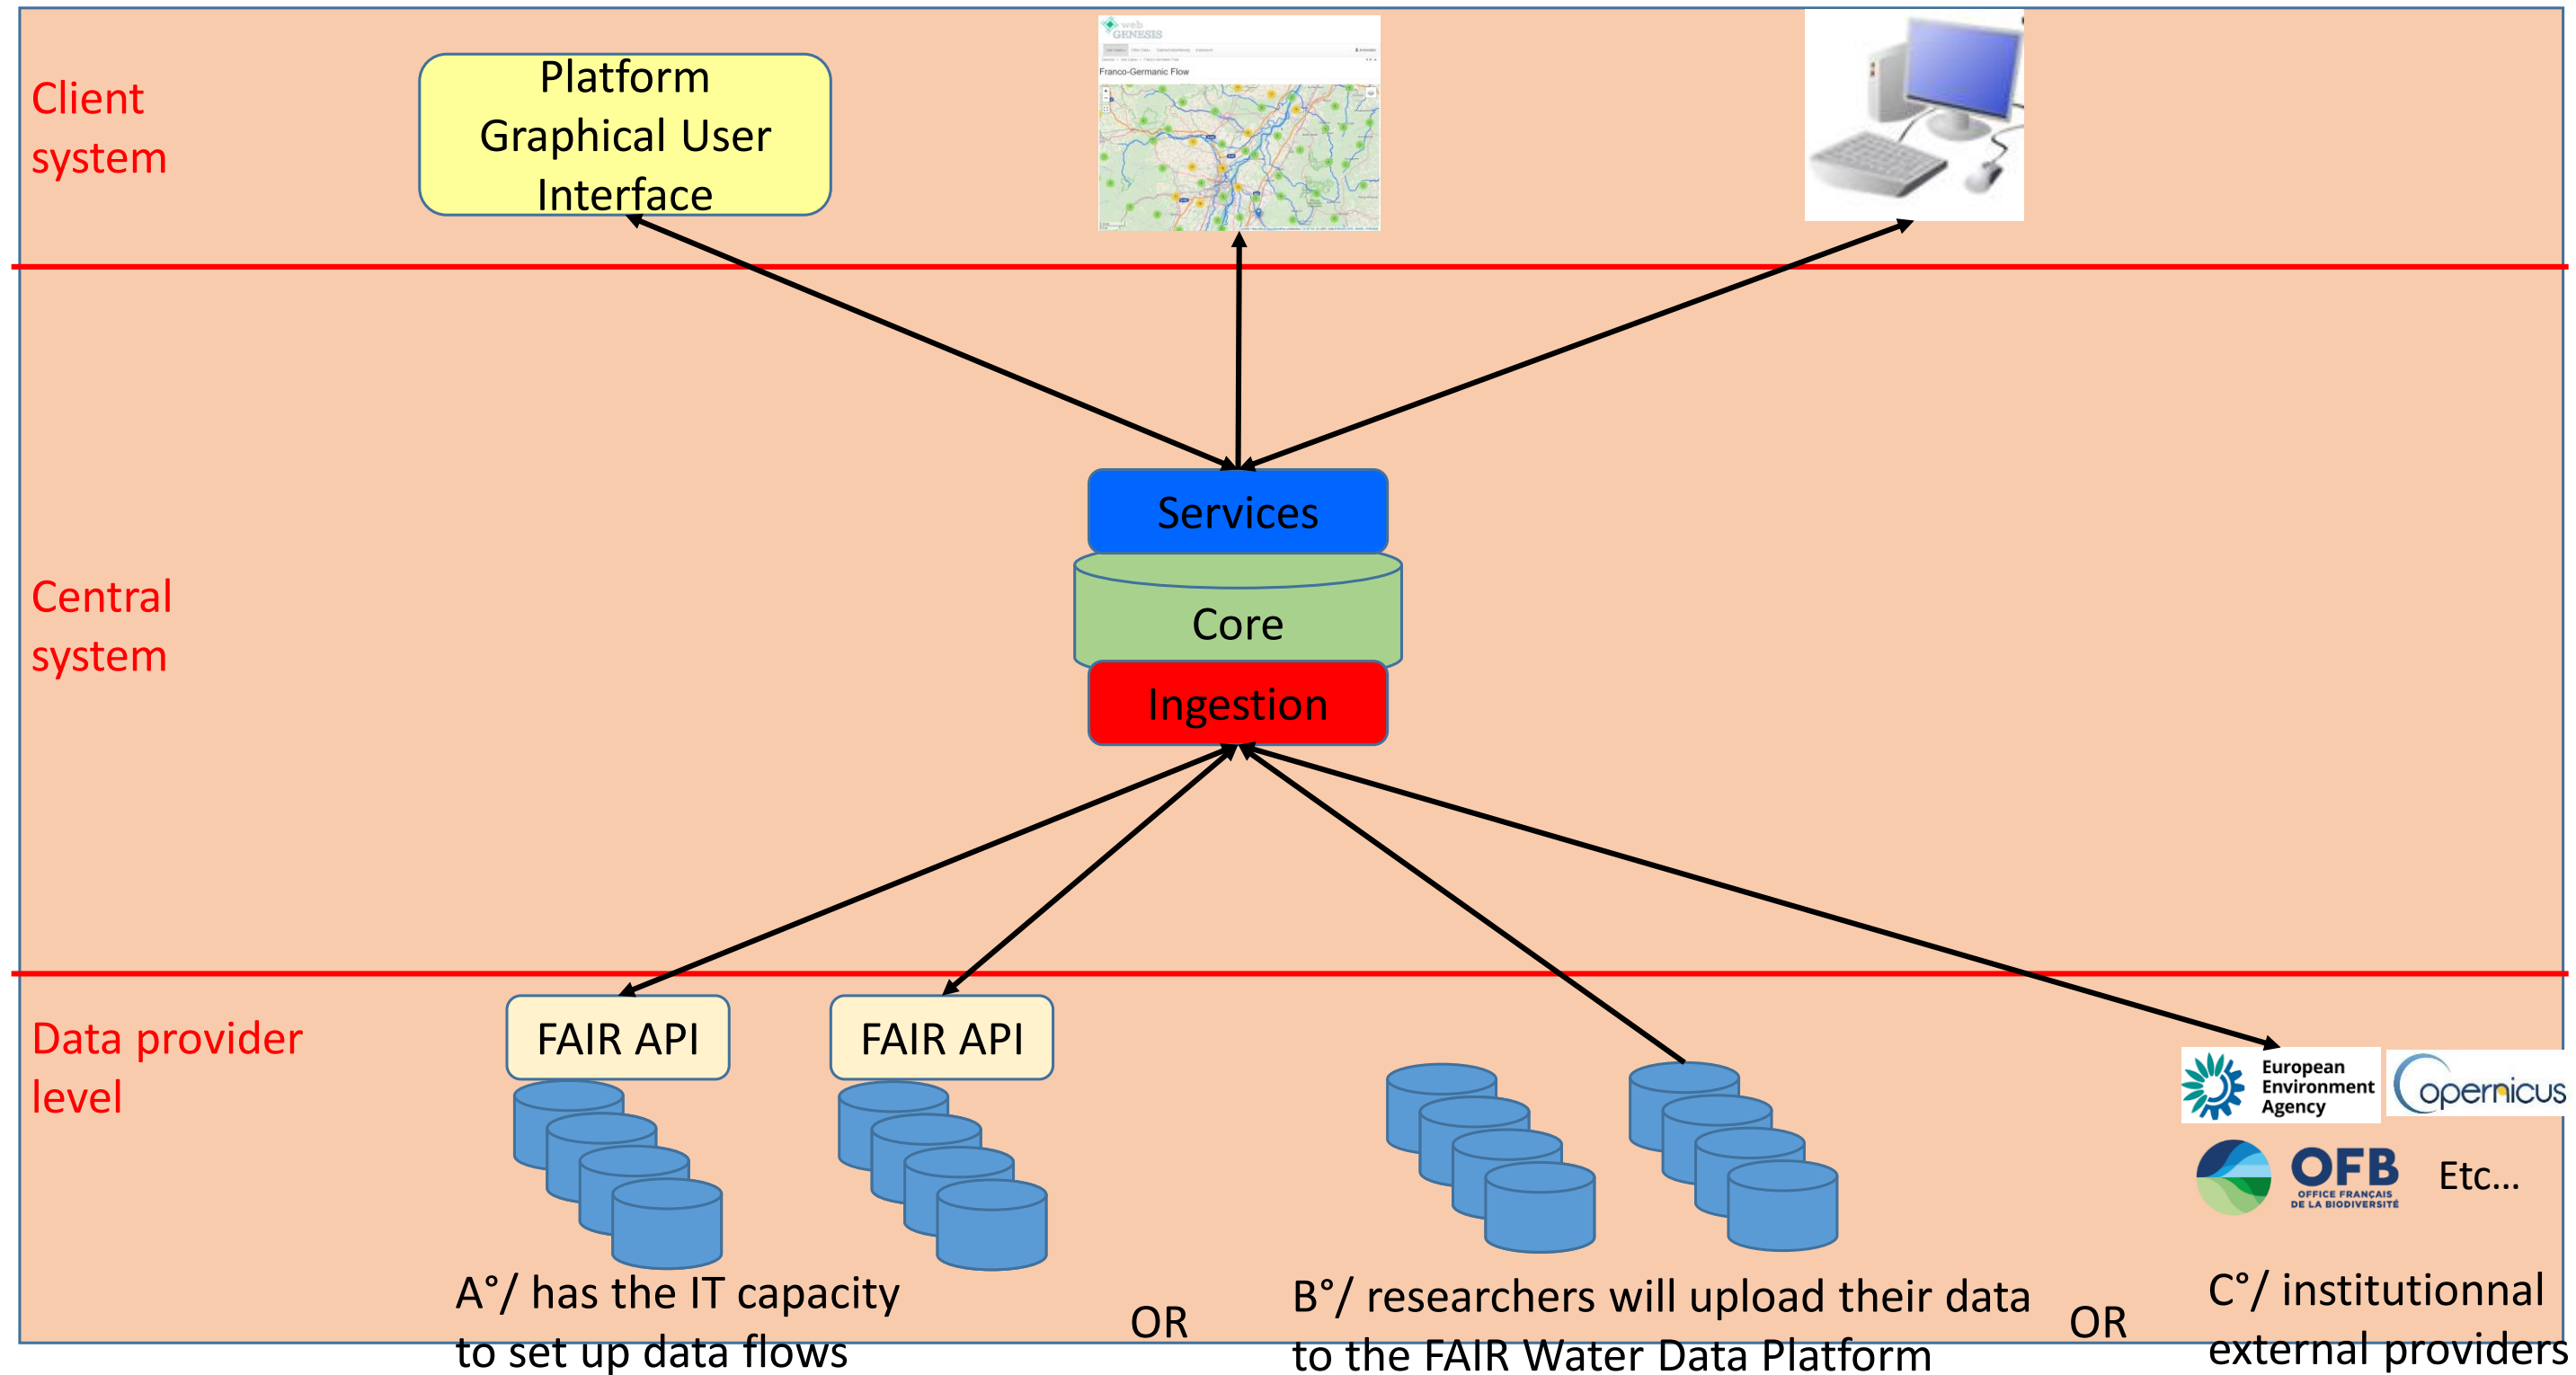 Client
system
Platform
Graphical User
Interface
web
GENESIS
Franco-Germanic Flow
Services
Central
system
Core
Ingestion
Data provider
level
FAIR API
FAIR API
European
Environment
Agency
opernicus
OFB
OFFICE FRANÇAIS
DE LA BIODIVERSITÉ
Etc...
A°/ has the IT capacity
to set up data flows
OR
B°/ researchers will upload their data
to the FAIR Water Data Platform
OR
C°/ institutionnal
external providers